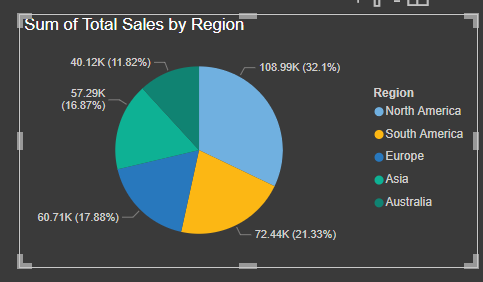 Sum of Total Sales by Region
40.12K (11.82%)
108.99K (32.1%)
57.29K
(16.87%)
60.71K (17.88%)
72.44K (21.33%)
Region
North America
South America
Europe
Asia
Australia